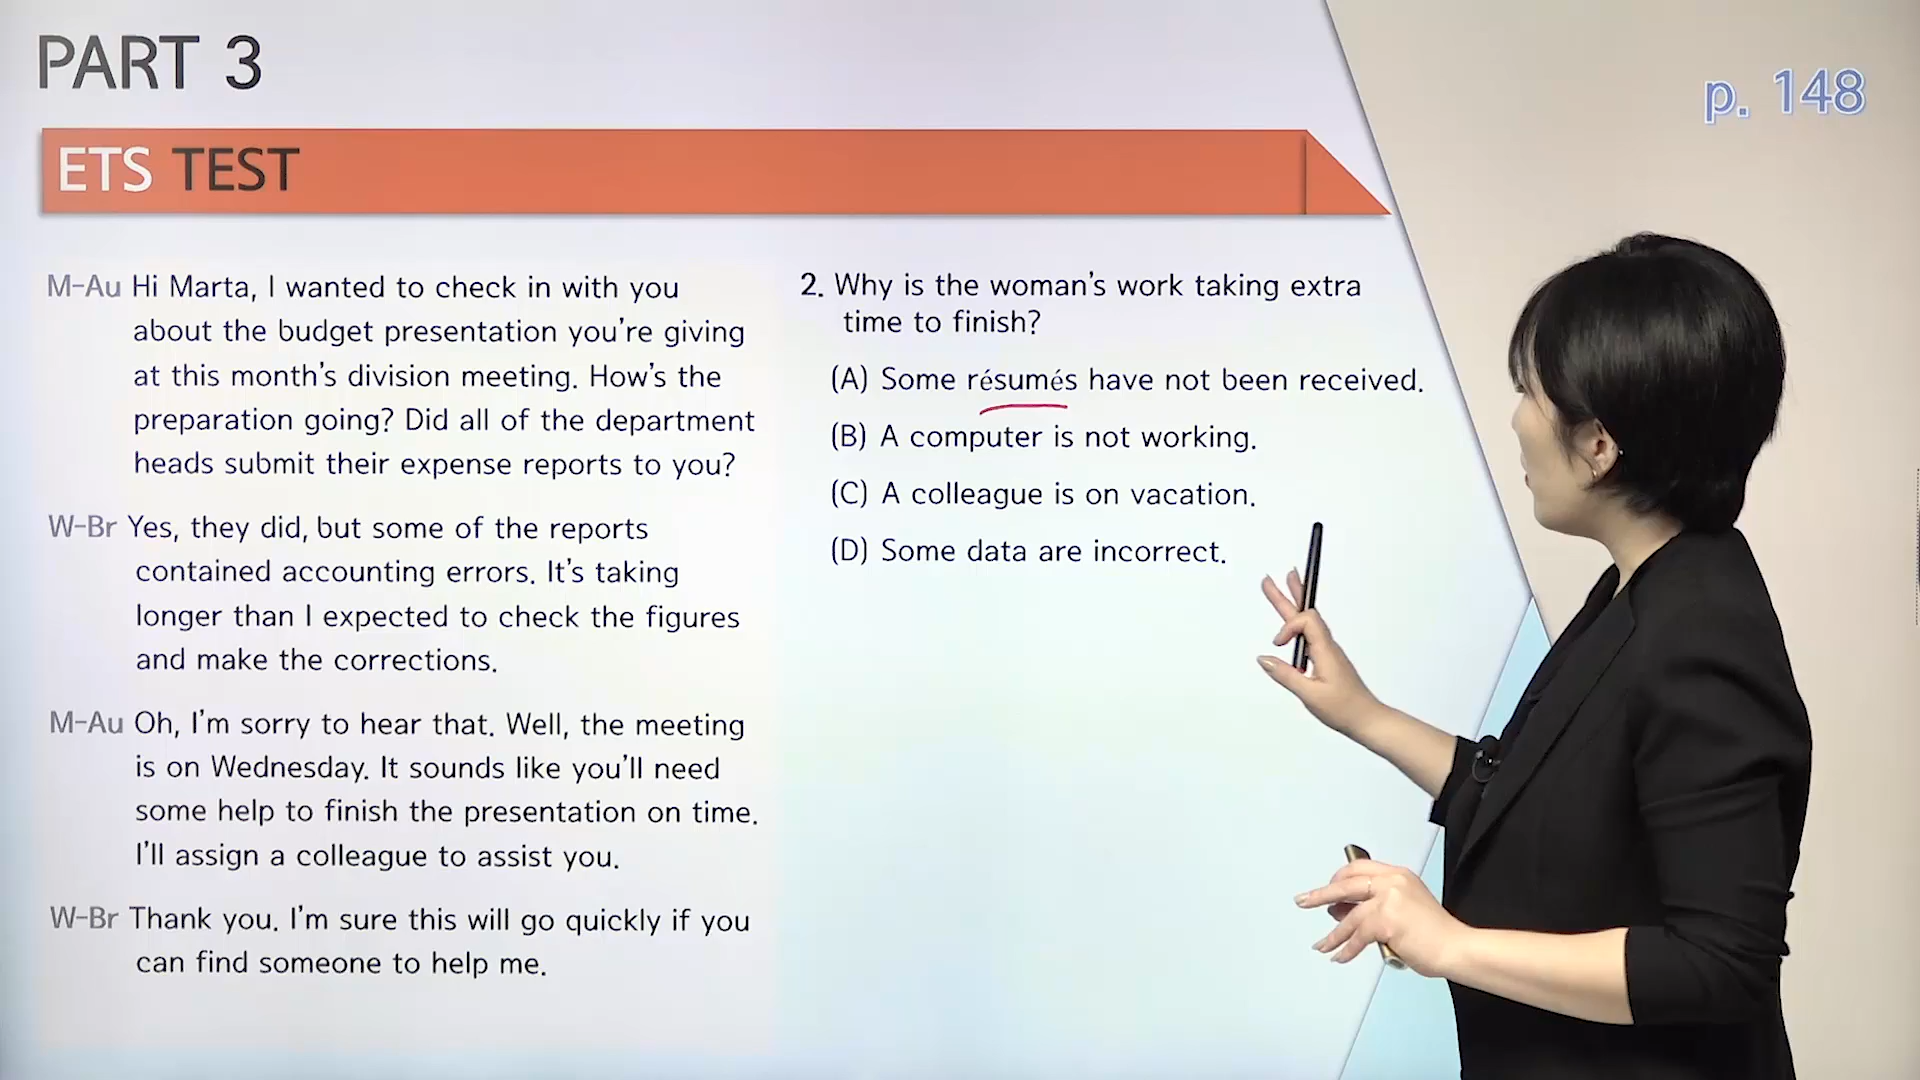 PART 3
p. 148
ETS TEST
M-Au Hi Marta, I wanted to check in with you
about the budget presentation you're giving
at this month's division meeting. How's the
preparation going? Did all of the department
heads submit their expense reports to you?
W-Br Yes, they did, but some of the reports
contained accounting errors. It's taking
longer than I expected to check the figures
and make the corrections.
M-Au Oh, I'm sorry to hear that. Well, the meeting
is on Wednesday. It sounds like you'll need
some help to finish the presentation on time.
I'll assign a colleague to assist you.
W-Br Thank you. I'm sure this will go quickly if you
can find someone to help me.
2. Why is the woman's work taking extra
time to finish?
(A) Some résumés have not been received.
(B) A computer is not working.
(C) A colleague is on vacation.
(D) Some data are incorrect.